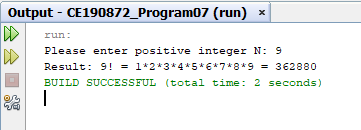 Output - CE190872_Program07 (run) ×
run:
Please enter positive integer N: 9
Result: 9! = 1*2*3*4*5*6*7*8*9 = 362880
BUILD SUCCESSFUL (total time: 2 seconds)